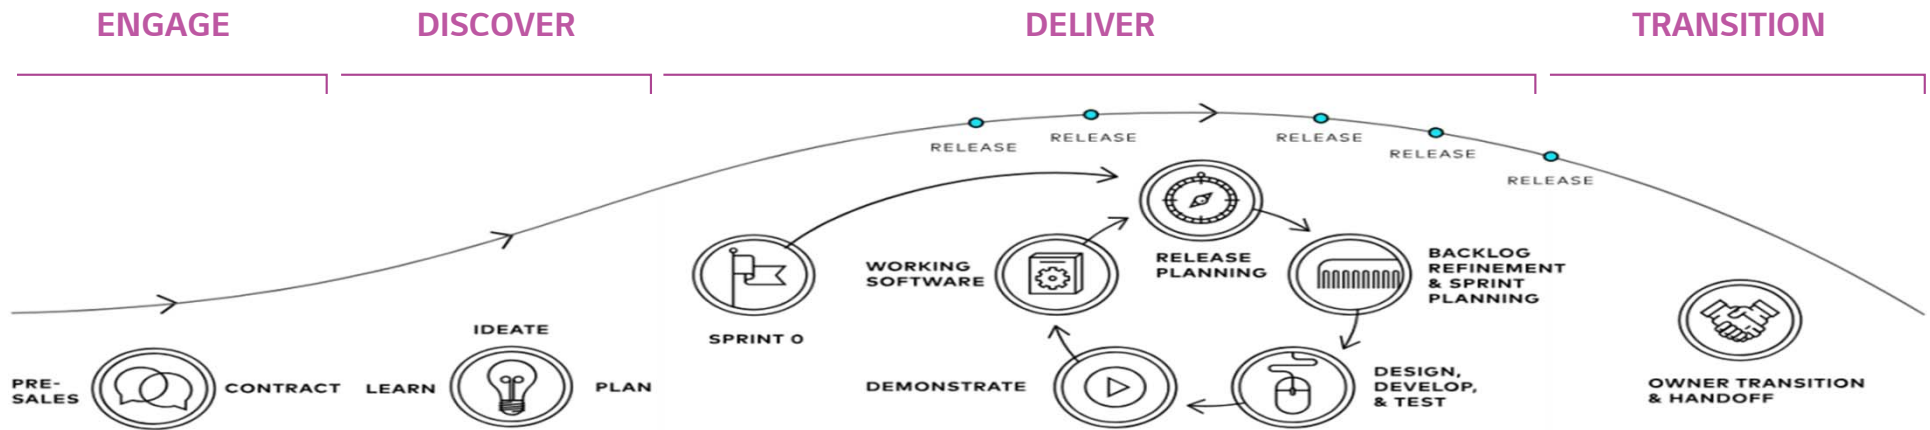 ENGAGE
DISCOVER
DELIVER
TRANSITION
RELEASE
RELEASE
RELEASE
RELEASE
RELEASE
PRE-
SALES
CONTRACT
LEARN
IDEATE
PLAN
SPRINT 0
RELEASE
PLANNING
BACKLOG
REFINEMENT
& SPRINT
PLANNING
DESIGN,
DEVELOP,
& TEST
DEMONSTRATE
WORKING
SOFTWARE
OWNER TRANSITION
& HANDOFF